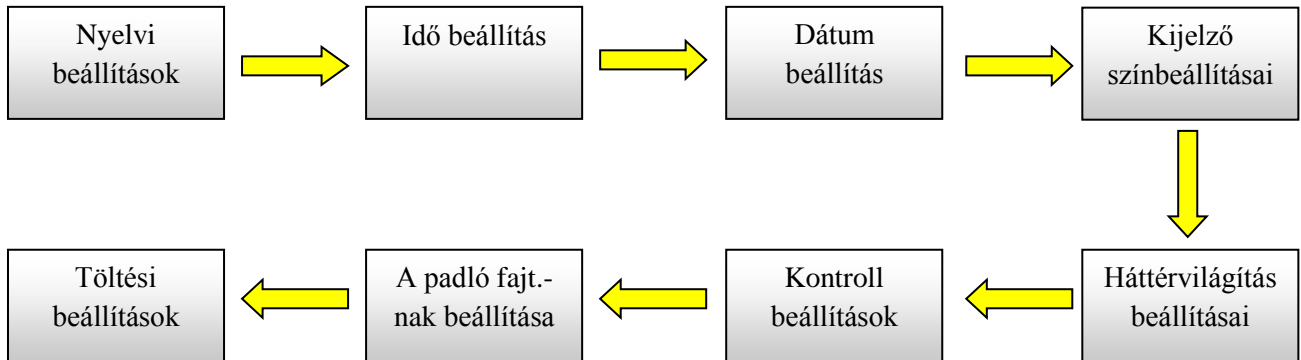 Nyelvi
beállítások
Idő beállítás
Dátum
beállítás
Kijelző
színbeállításai
Háttérvilágítás
beállításai
Kontroll
beállítások
A padló fajt.-
nak beállítása
Töltési
beállítások